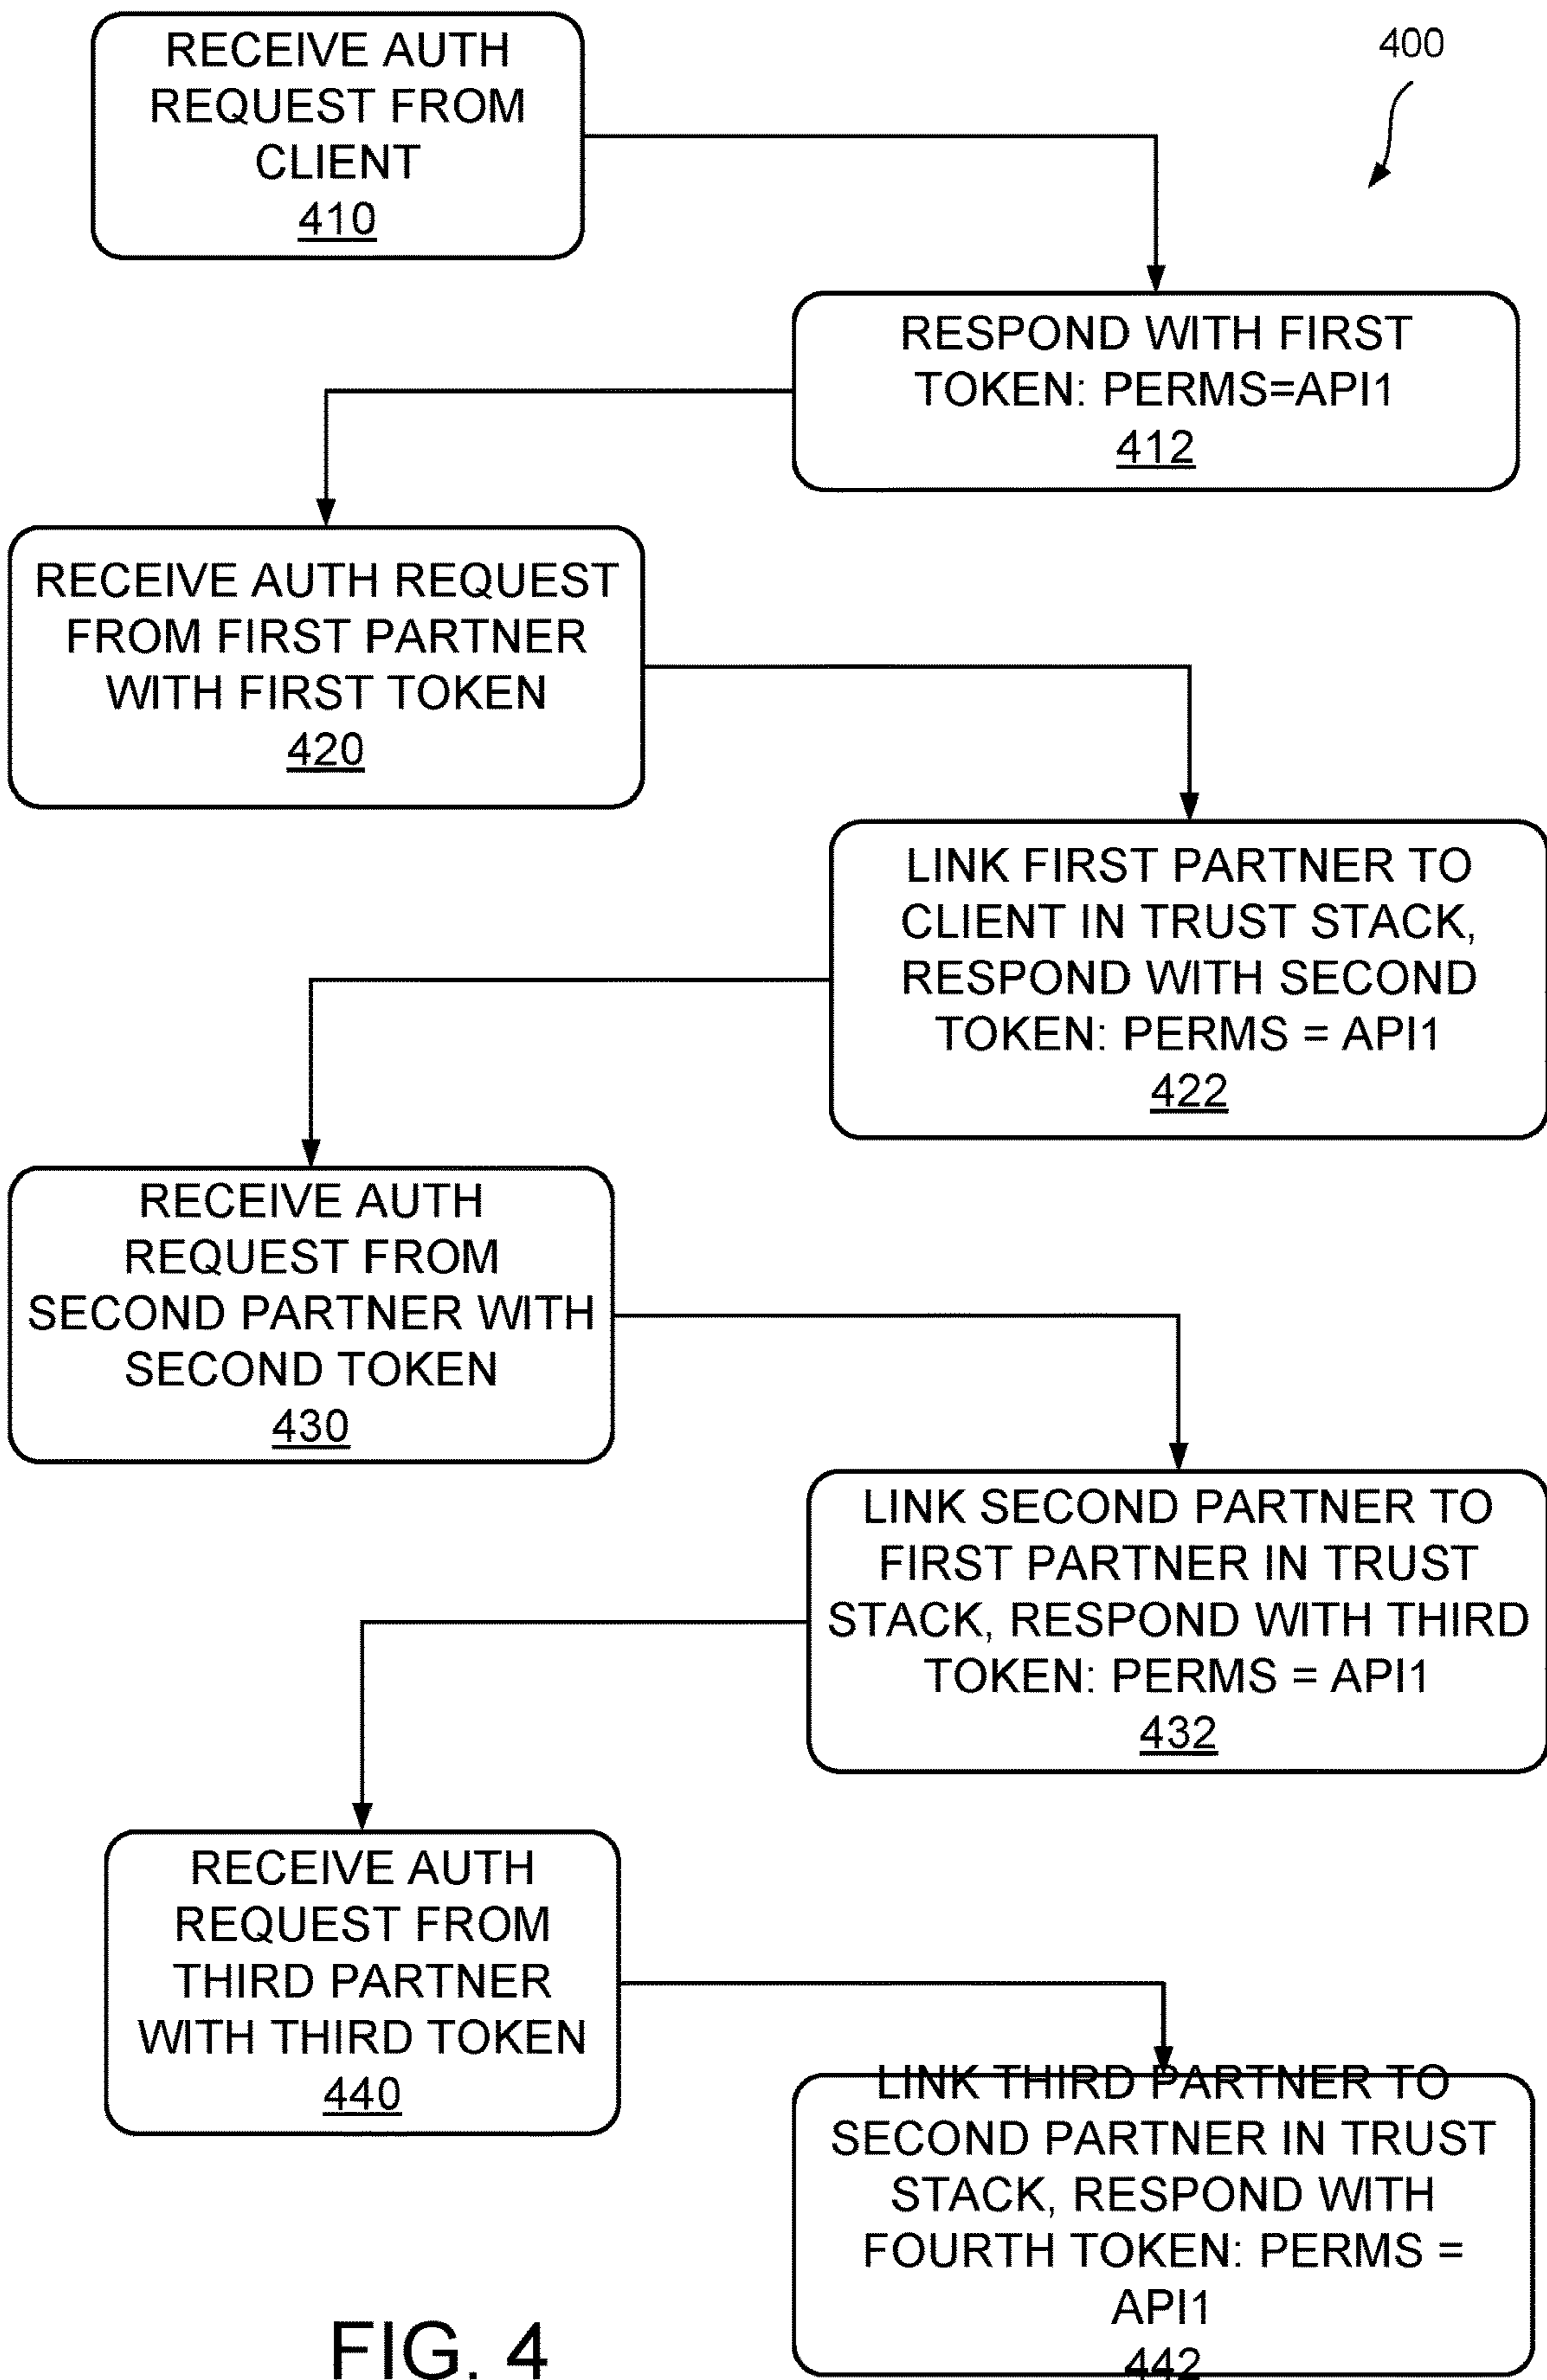 RECEIVE AUTH
REQUEST FROM
CLIENT
410
400
RESPOND WITH FIRST
TOKEN: PERMS=API1
412
RECEIVE AUTH REQUEST
FROM FIRST PARTNER
WITH FIRST TOKEN
420
LINK FIRST PARTNER TO
CLIENT IN TRUST STACK,
RESPOND WITH SECOND
TOKEN: PERMS = API1
422
RECEIVE AUTH
REQUEST FROM
SECOND PARTNER WITH
SECOND TOKEN
430
LINK SECOND PARTNER TO
FIRST PARTNER IN TRUST
STACK, RESPOND WITH THIRD
TOKEN: PERMS = API1
432
RECEIVE AUTH
REQUEST FROM
THIRD PARTNER
WITH THIRD TOKEN
440
LINK THIRD PARTNER TO
SECOND PARTNER IN TRUST
STACK, RESPOND WITH
FOURTH TOKEN: PERMS =
API1
442
FIG. 4